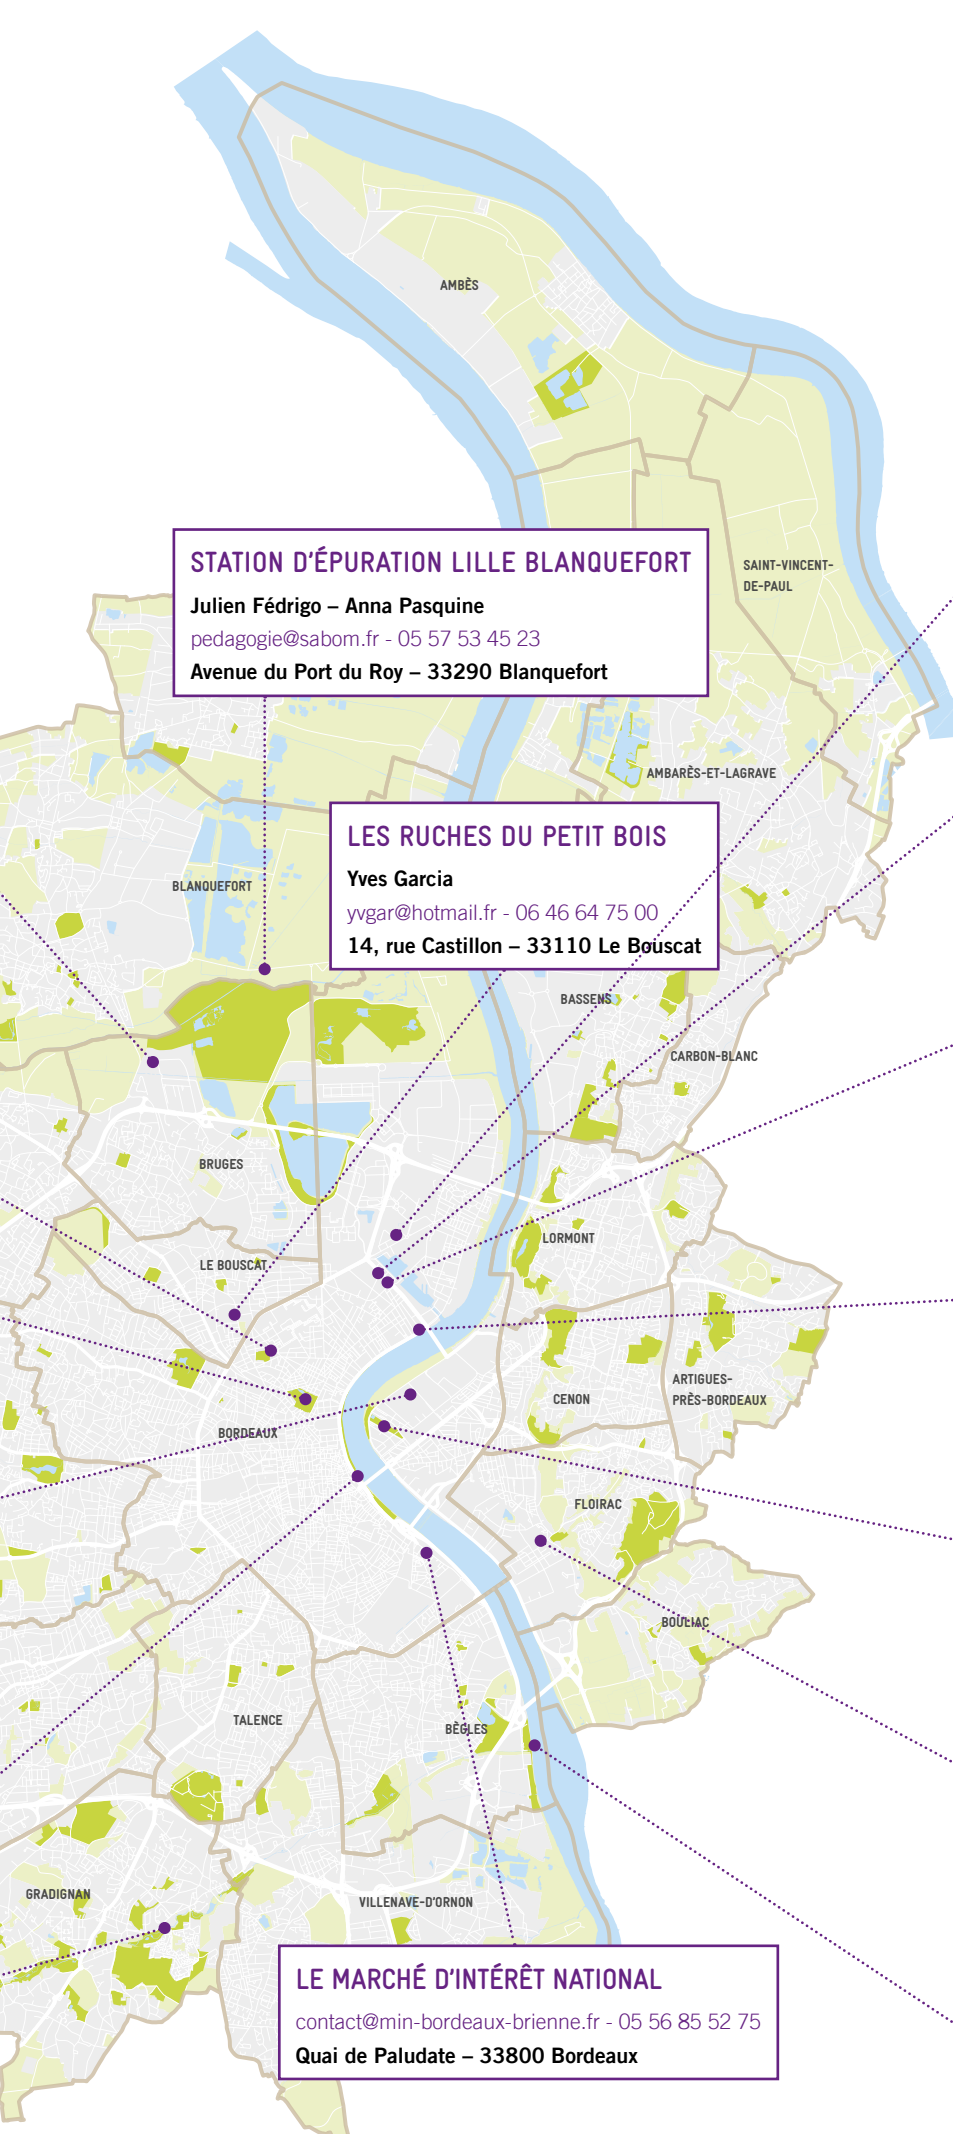 AMBÈS
STATION D'ÉPURATION LILLE BLANQUEFORT
Julien Fédrigo – Anna Pasquine
pedagogie@sabom.fr - 05 57 53 45 23
Avenue du Port du Roy – 33290 Blanquefort
SAINT-VINCENT-
DE-PAUL
AMBARÈS-ET-LAGRAVE
LES RUCHES DU PETIT BOIS
Yves Garcia
yvgar@hotmail.fr - 06 46 64 75 00
14, rue Castillon – 33110 Le Bouscat
BLANQUEFORT
BASSENS
CARBON-BLANC
BRUGES
LORMONT
LE BOUSCAT
ARTIGUES-
PRÈS-BORDEAUX
CENON
BORDEAUX
FLOIRAC
BOULIAC
TALENCE
BÈGLES
GRADIGNAN
VILLENAVE-D'ORNON
LE MARCHÉ D'INTÉRÊT NATIONAL
contact@min-bordeaux-brienne.fr - 05 56 85 52 75
Quai de Paludate – 33800 Bordeaux